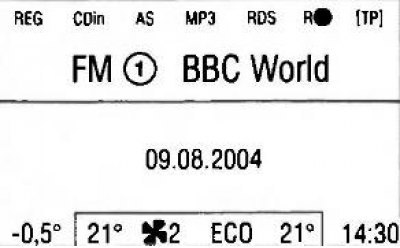 REG CDin AS MP3 RDS R● [TP]
FM ① BBC World
09.08.2004
-0,5° 21° 2 ECO 21° 14:30